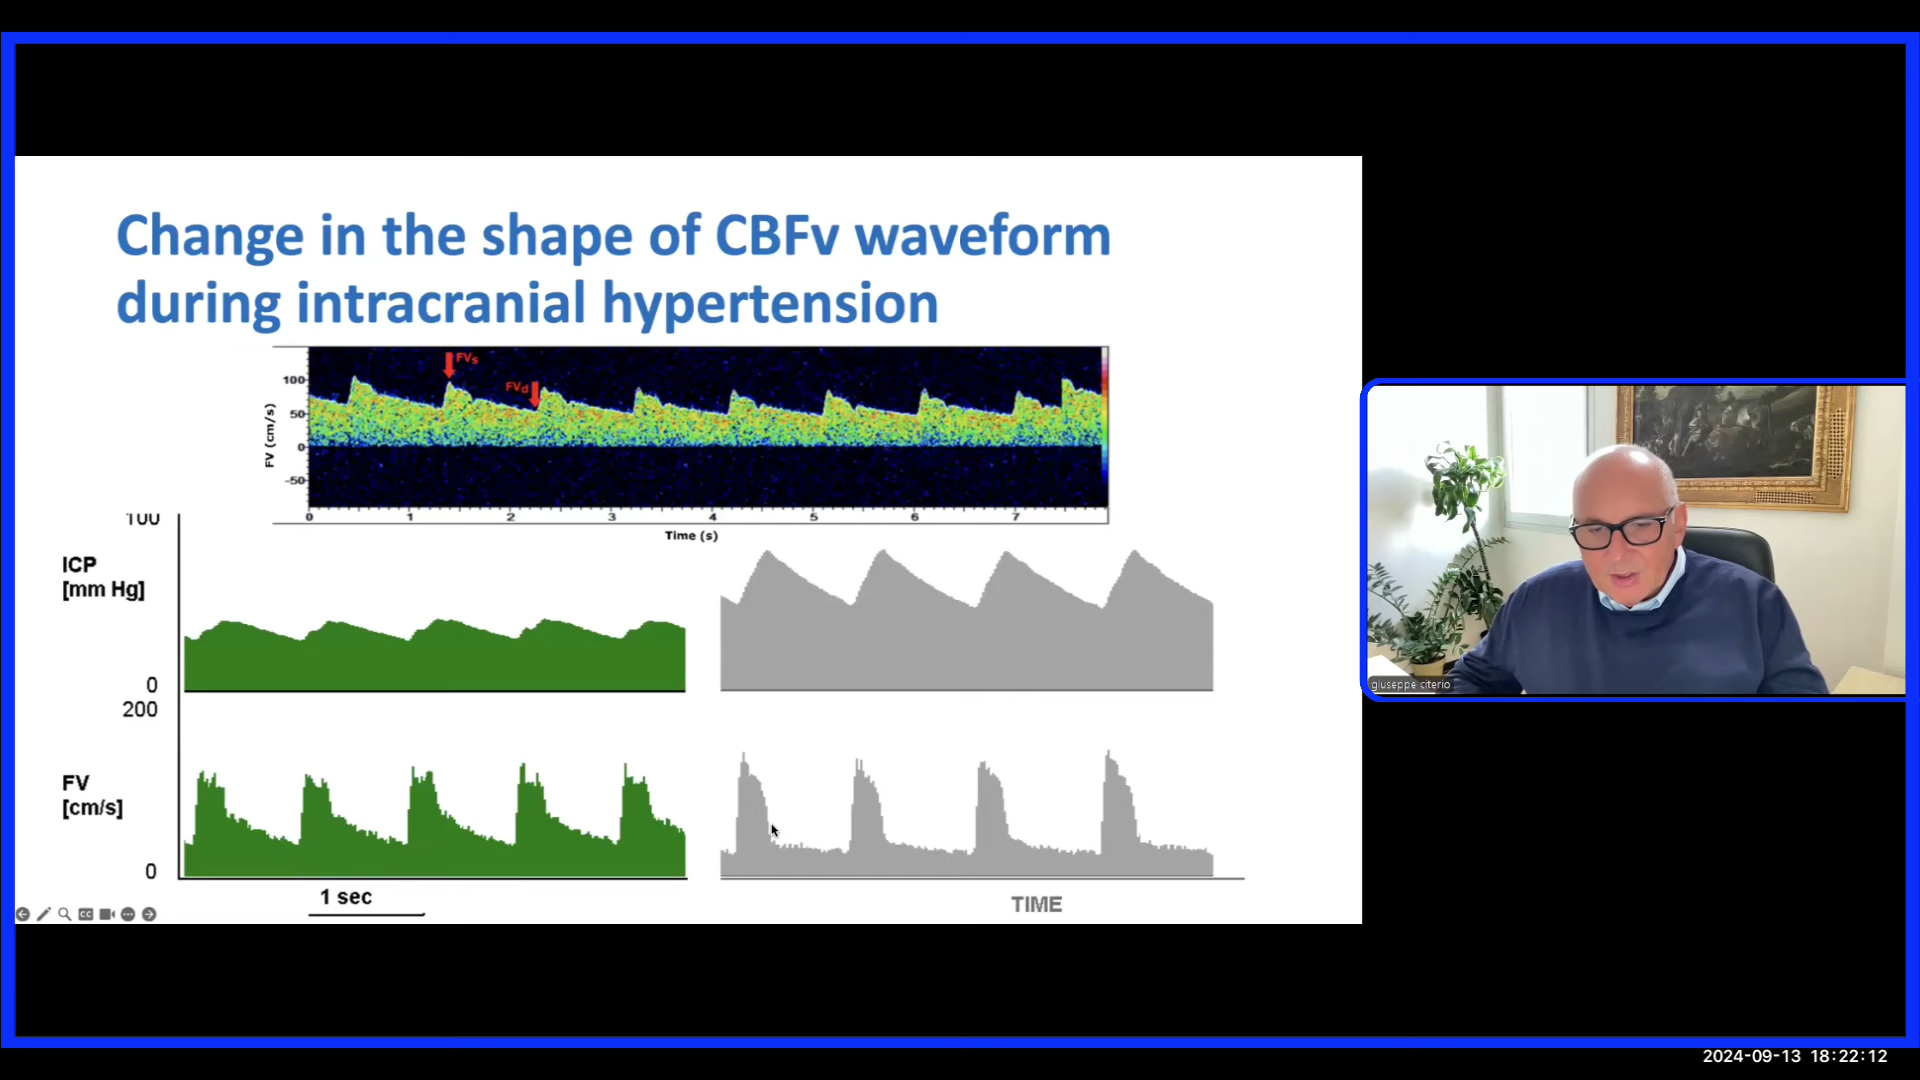 Change in the shape of CBFv waveform
during intracranial hypertension
FVs
FVd
100
50
0
-50
FV (cm/s)
0 1 2 3 4 5 6 7
Time (s)
100
ICP
[mm Hg]
0
200
FV
[cm/s]
0
1 sec
TIME
CC
giuseppe citerio
2024-09-13 18:22:12